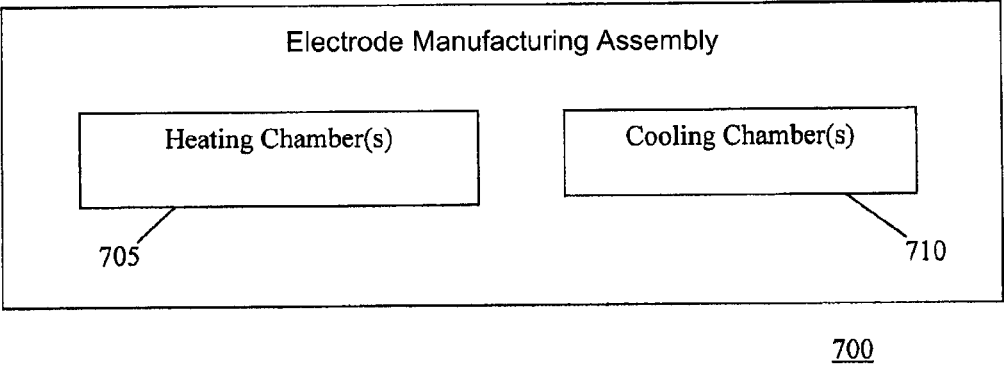 Electrode Manufacturing Assembly
Heating Chamber(s)
Cooling Chamber(s)
705
710
700